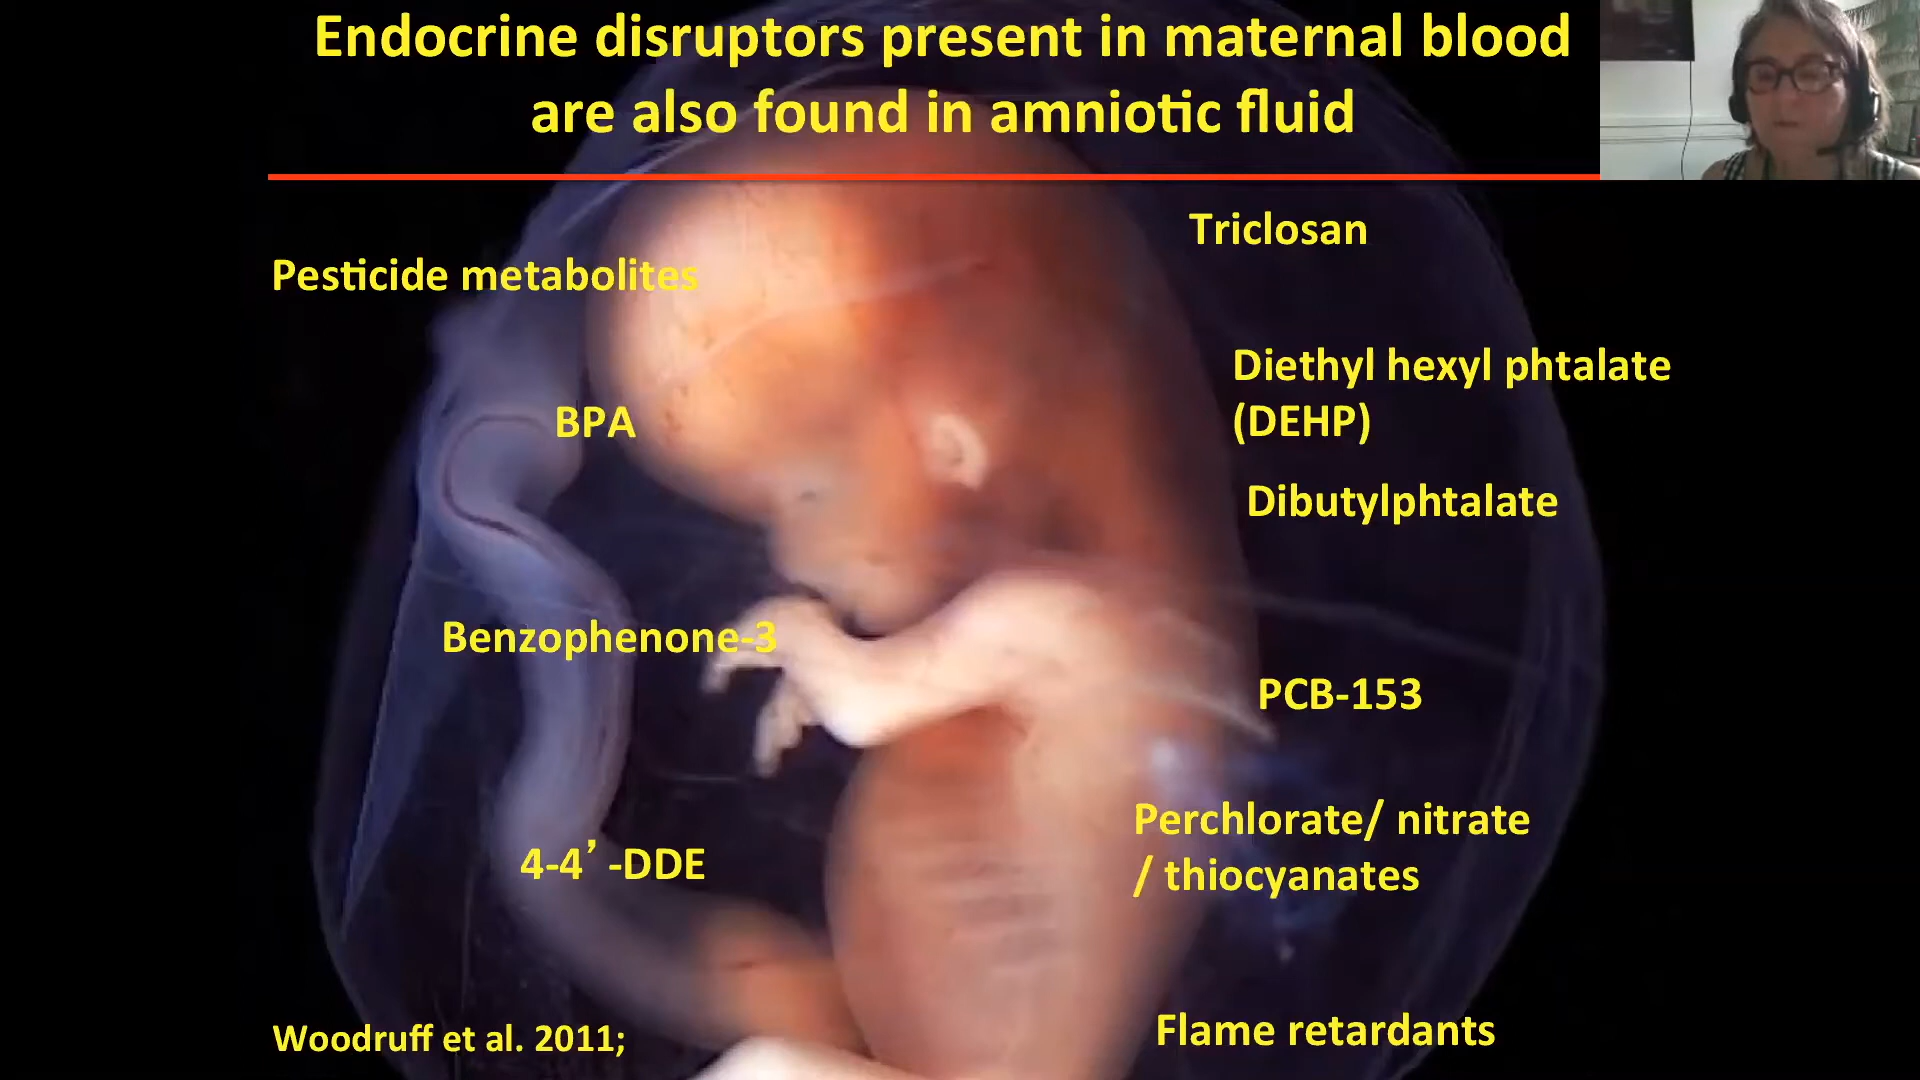 Endocrine disruptors present in maternal blood
are also found in amniotic fluid
Triclosan
Pesticide metabolites
Diethyl hexyl phtalate
(DEHP)
BPA
Dibutylphtalate
Benzophenone-3
PCB-153
Perchlorate/ nitrate
/ thiocyanates
4-4’-DDE
Flame retardants
Woodruff et al. 2011;